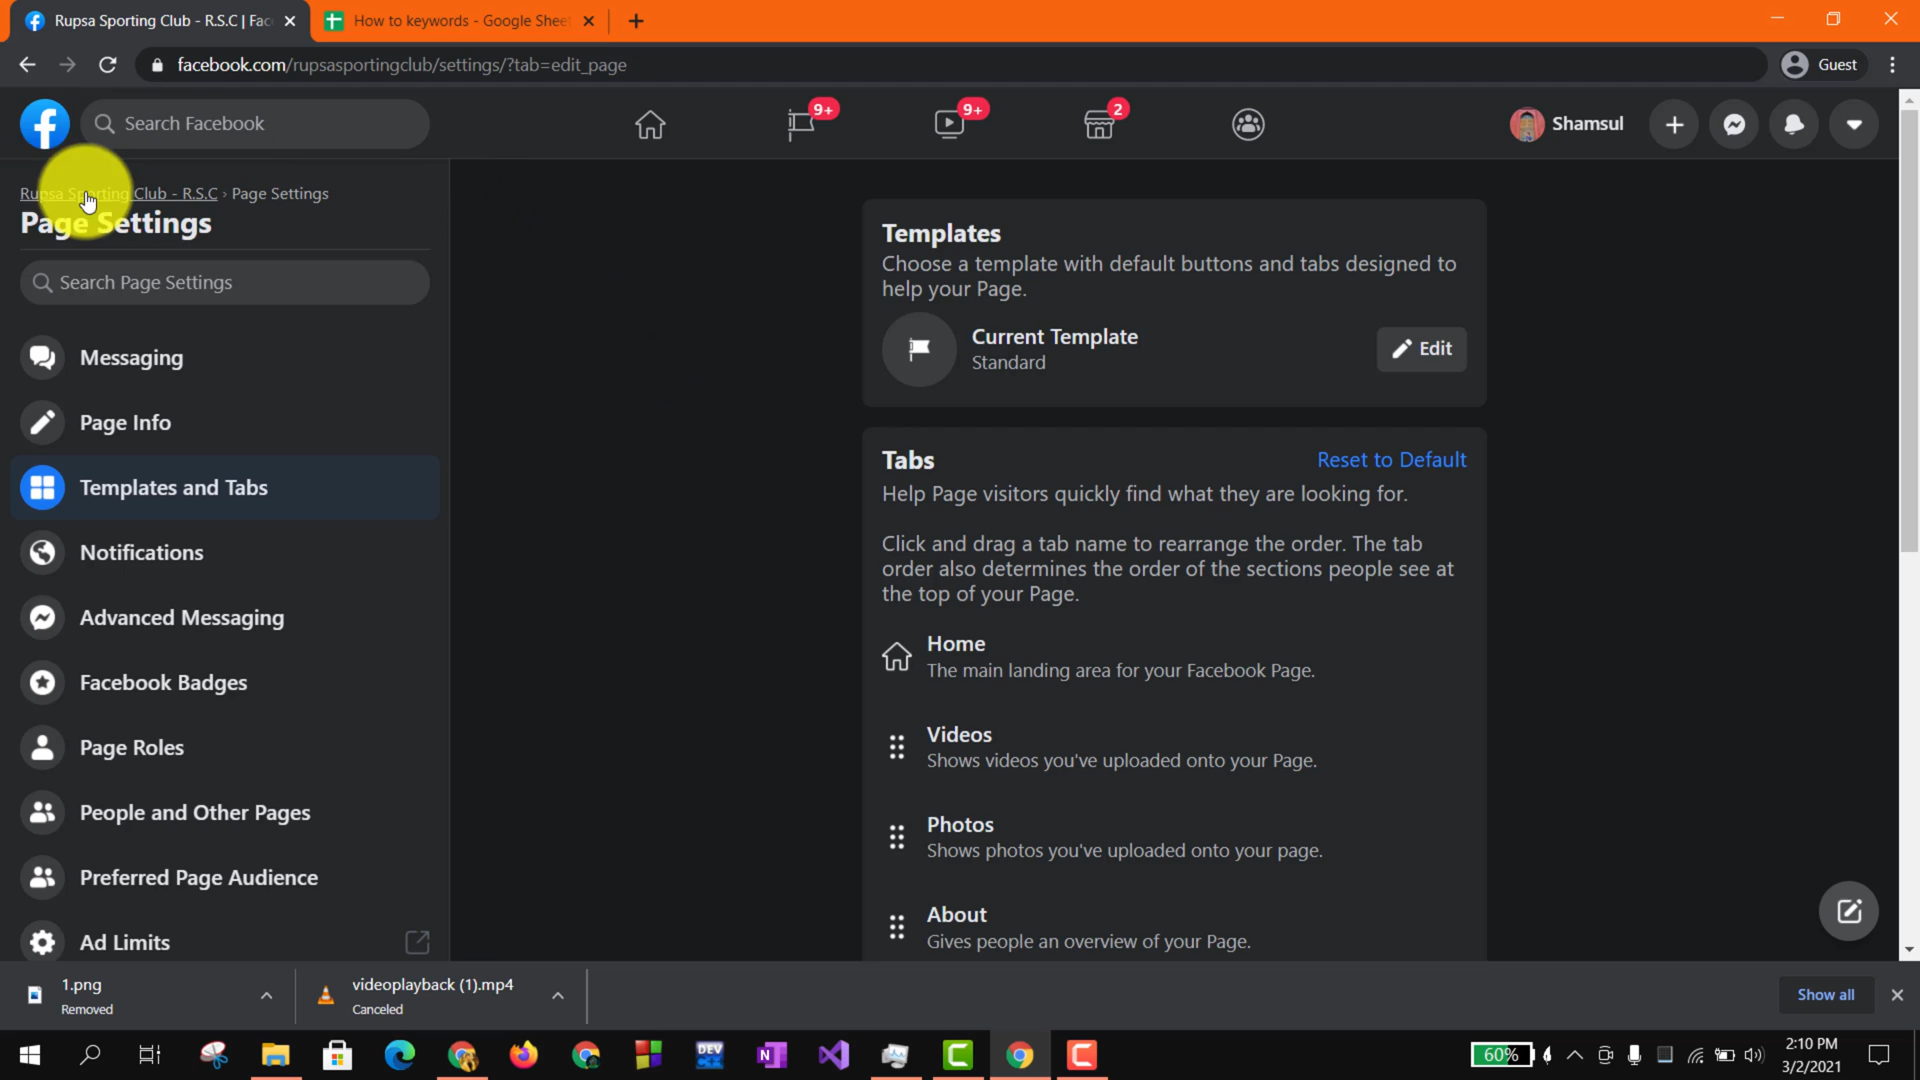 Rupsa Sporting Club - R.S.C | Fac
How to keywords - Google Sheet
facebook.com/rupsasportingclub/settings/?tab=edit_page
Guest
Search Facebook
9+
9+
2
Shamsul
Rupsa Sporting Club - R.S.C › Page Settings
Page Settings
Search Page Settings
Messaging
Page Info
Templates and Tabs
Notifications
Advanced Messaging
Facebook Badges
Page Roles
People and Other Pages
Preferred Page Audience
Ad Limits
Templates
Choose a template with default buttons and tabs designed to
help your Page.
Current Template
Standard
Edit
Tabs
Reset to Default
Help Page visitors quickly find what they are looking for.
Click and drag a tab name to rearrange the order. The tab
order also determines the order of the sections people see at
the top of your Page.
Home
The main landing area for your Facebook Page.
Videos
Shows videos you've uploaded onto your Page.
Photos
Shows photos you've uploaded onto your page.
About
Gives people an overview of your Page.
1.png
Removed
videoplayback (1).mp4
Canceled
Show all
DEV
N
60%
2:10 PM
3/2/2021